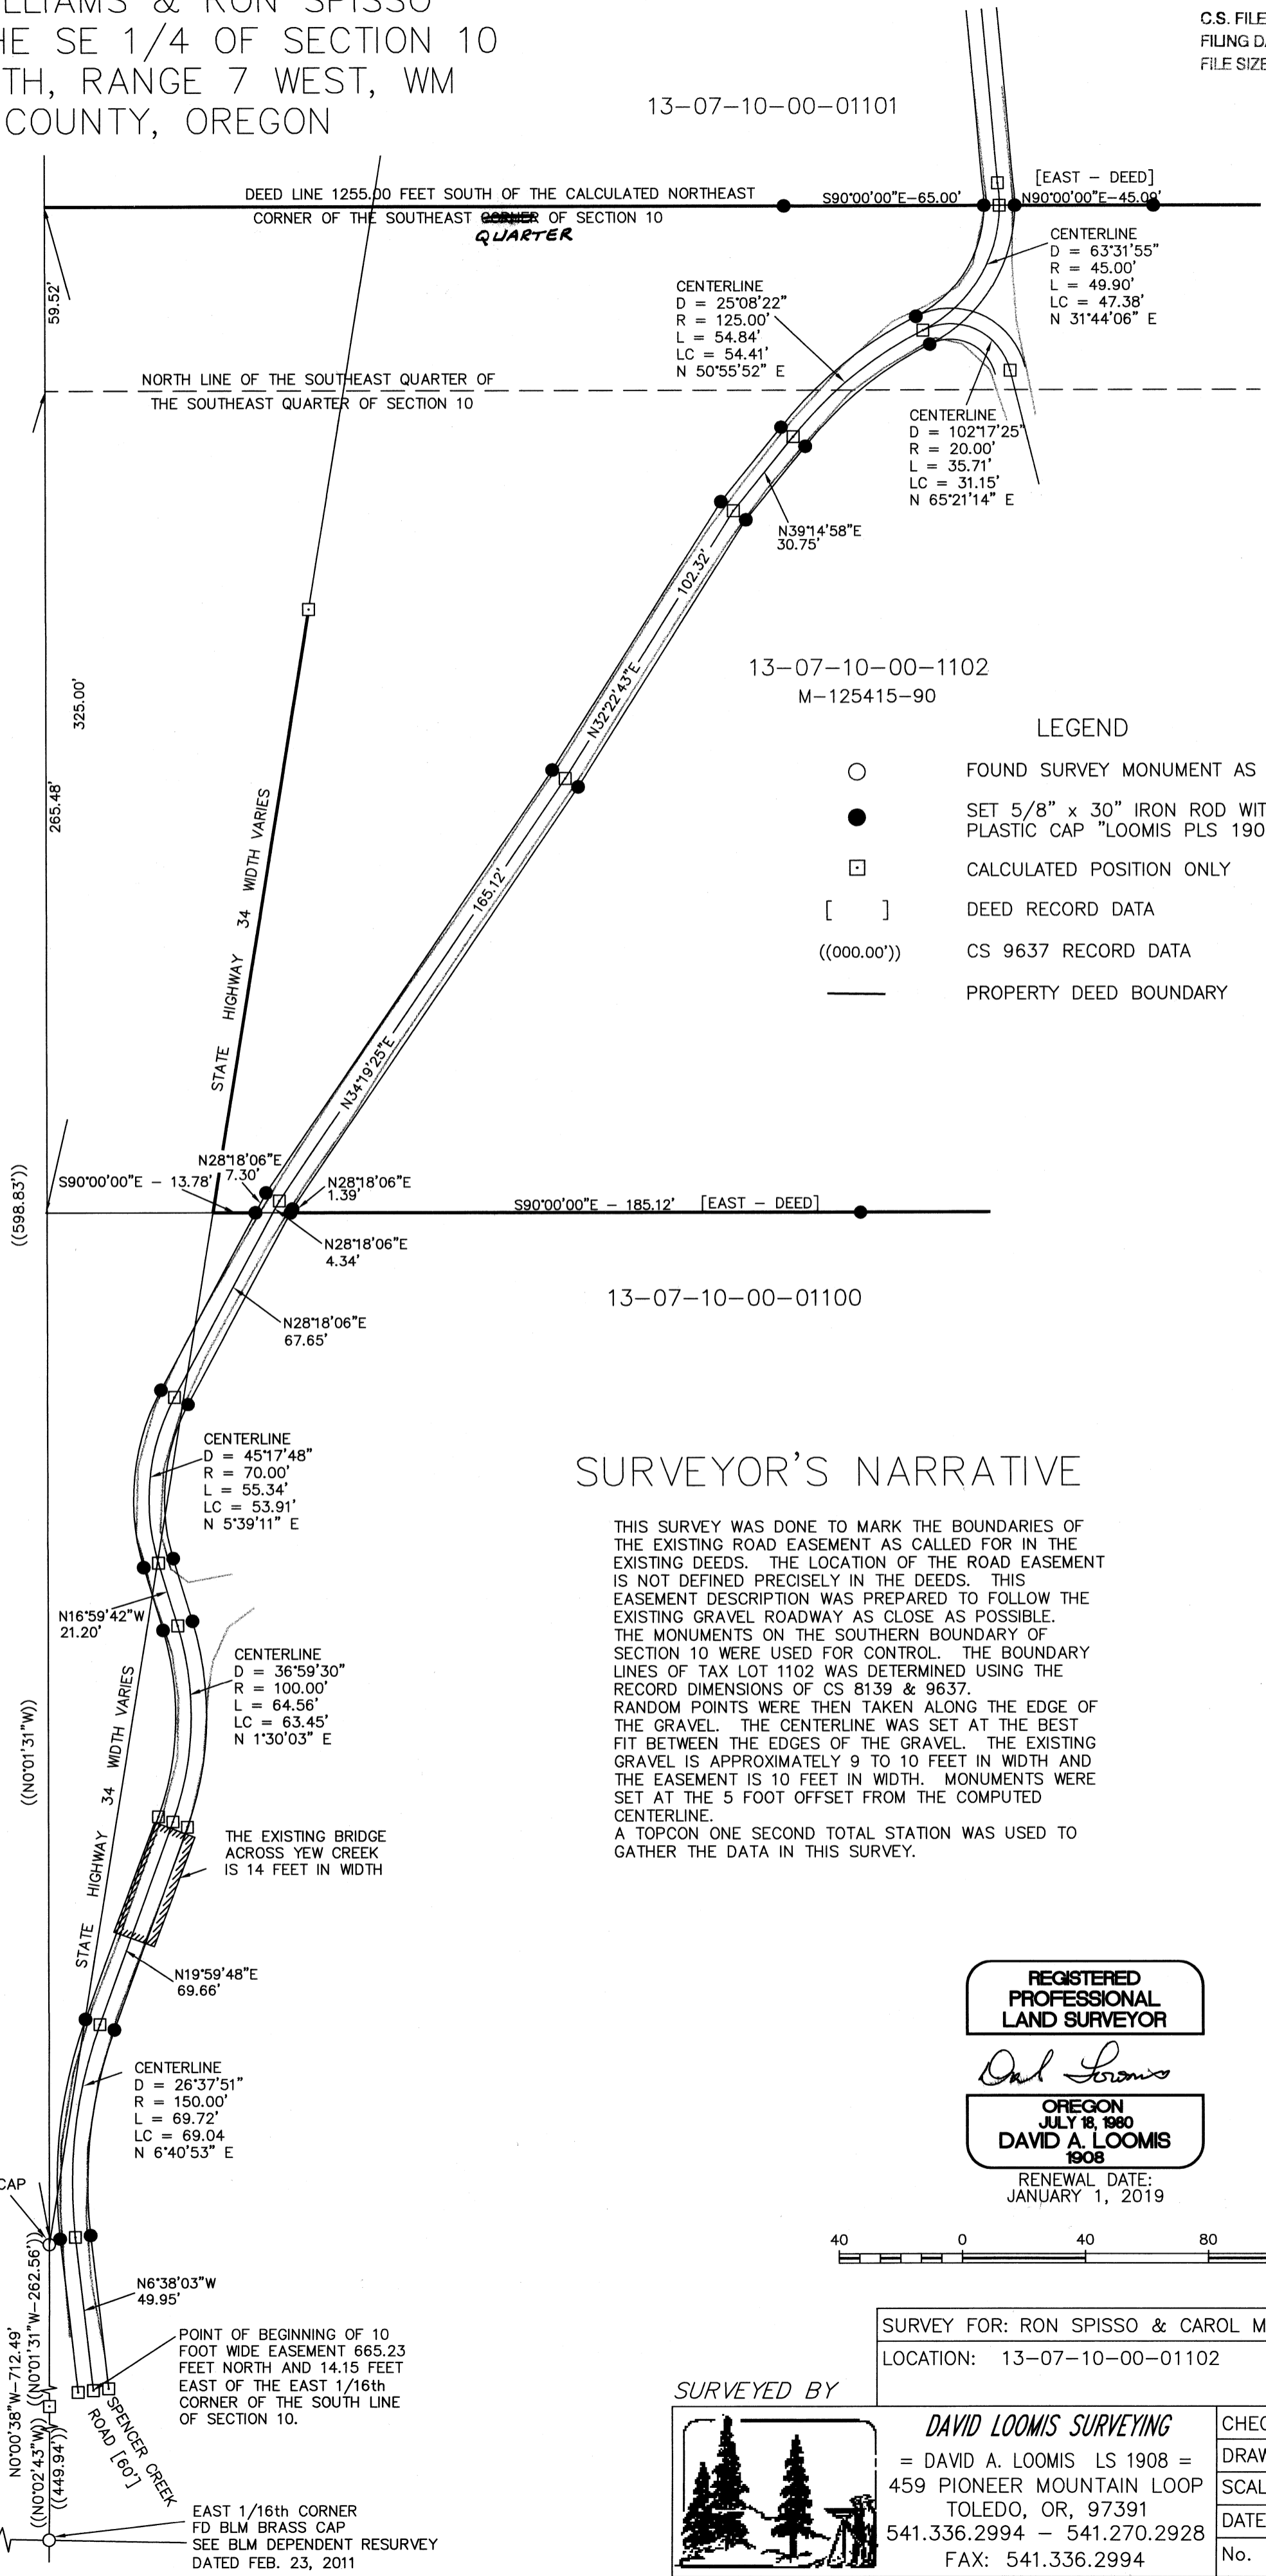 LLIAMS & RON SPISSO
HE SE 1/4 OF SECTION 10
TH, RANGE 7 WEST, WM
COUNTY, OREGON
C.S. FILE
FILING DA
FILE SIZE
13-07-10-00-01101
[EAST - DEED]
DEED LINE 1255.00 FEET SOUTH OF THE CALCULATED NORTHEAST
CORNER OF THE SOUTHEAST CORNER OF SECTION 10
QUARTER
S90°00'00"E-65.00'
N90°00'00"E-45.09'
CENTERLINE
D = 63°31'55"
R = 45.00'
L = 49.90'
LC = 47.38'
N 31°44'06" E
59.52'
CENTERLINE
D = 25°08'22"
R = 125.00'
L = 54.84'
LC = 54.41'
N 50°55'52" E
NORTH LINE OF THE SOUTHEAST QUARTER OF
THE SOUTHEAST QUARTER OF SECTION 10
CENTERLINE
D = 102°17'25"
R = 20.00'
L = 35.71'
LC = 31.15'
N 65°21'14" E
N39°14'58"E
30.75'
102.32'
N32°22'43"E
325.00'
265.48'
13-07-10-00-1102
M-125415-90
LEGEND
FOUND SURVEY MONUMENT AS
SET 5/8" x 30" IRON ROD WIT
PLASTIC CAP "LOOMIS PLS 190
CALCULATED POSITION ONLY
[ ] DEED RECORD DATA
((000.00')) CS 9637 RECORD DATA
PROPERTY DEED BOUNDARY
STATE HIGHWAY 34 WIDTH VARIES
165.12'
N34°19'25"E
((598.83'))
S90°00'00"E - 13.78'
N28°18'06"E
7.30'
N28°18'06"E
1.39'
S90°00'00"E - 185.12' [EAST - DEED]
N28°18'06"E
4.34'
13-07-10-00-01100
N28°18'06"E
67.65'
CENTERLINE
D = 45°17'48"
R = 70.00'
L = 55.34'
LC = 53.91'
N 5°39'11" E
N16°59'42"W
21.20'
CENTERLINE
D = 36°59'30"
R = 100.00'
L = 64.56'
LC = 63.45'
N 1°30'03" E
((N0°01'31"W))
STATE HIGHWAY 34 WIDTH VARIES
SURVEYOR'S NARRATIVE
THIS SURVEY WAS DONE TO MARK THE BOUNDARIES OF
THE EXISTING ROAD EASEMENT AS CALLED FOR IN THE
EXISTING DEEDS. THE LOCATION OF THE ROAD EASEMENT
IS NOT DEFINED PRECISELY IN THE DEEDS. THIS
EASEMENT DESCRIPTION WAS PREPARED TO FOLLOW THE
EXISTING GRAVEL ROADWAY AS CLOSE AS POSSIBLE.
THE MONUMENTS ON THE SOUTHERN BOUNDARY OF
SECTION 10 WERE USED FOR CONTROL. THE BOUNDARY
LINES OF TAX LOT 1102 WAS DETERMINED USING THE
RECORD DIMENSIONS OF CS 8139 & 9637.
RANDOM POINTS WERE THEN TAKEN ALONG THE EDGE OF
THE GRAVEL. THE CENTERLINE WAS SET AT THE BEST
FIT BETWEEN THE EDGES OF THE GRAVEL. THE EXISTING
GRAVEL IS APPROXIMATELY 9 TO 10 FEET IN WIDTH AND
THE EASEMENT IS 10 FEET IN WIDTH. MONUMENTS WERE
SET AT THE 5 FOOT OFFSET FROM THE COMPUTED
CENTERLINE.
A TOPCON ONE SECOND TOTAL STATION WAS USED TO
GATHER THE DATA IN THIS SURVEY.
THE EXISTING BRIDGE
ACROSS YEW CREEK
IS 14 FEET IN WIDTH
N19°59'48"E
69.66'
CENTERLINE
D = 26°37'51"
R = 150.00'
L = 69.72'
LC = 69.04
N 6°40'53" E
REGISTERED
PROFESSIONAL
LAND SURVEYOR
OREGON
JULY 18, 1980
DAVID A. LOOMIS
1908
RENEWAL DATE:
JANUARY 1, 2019
CAP
40 0 40 80
N6°38'03"W
49.95'
N0°00'38"W-712.49'
((N0°01'31"W-262.56'))
((N0°02'43"W))
((449.94'))
POINT OF BEGINNING OF 10
FOOT WIDE EASEMENT 665.23
FEET NORTH AND 14.15 FEET
EAST OF THE EAST 1/16th
CORNER OF THE SOUTH LINE
OF SECTION 10.
SPENCER CREEK
ROAD [60']
EAST 1/16th CORNER
FD BLM BRASS CAP
SEE BLM DEPENDENT RESURVEY
DATED FEB. 23, 2011
SURVEY FOR: RON SPISSO & CAROL M
LOCATION: 13-07-10-00-01102
SURVEYED BY
DAVID LOOMIS SURVEYING
= DAVID A. LOOMIS LS 1908 =
459 PIONEER MOUNTAIN LOOP
TOLEDO, OR, 97391
541.336.2994 - 541.270.2928
FAX: 541.336.2994
CHEC
DRAW
SCAL
DATE
No.